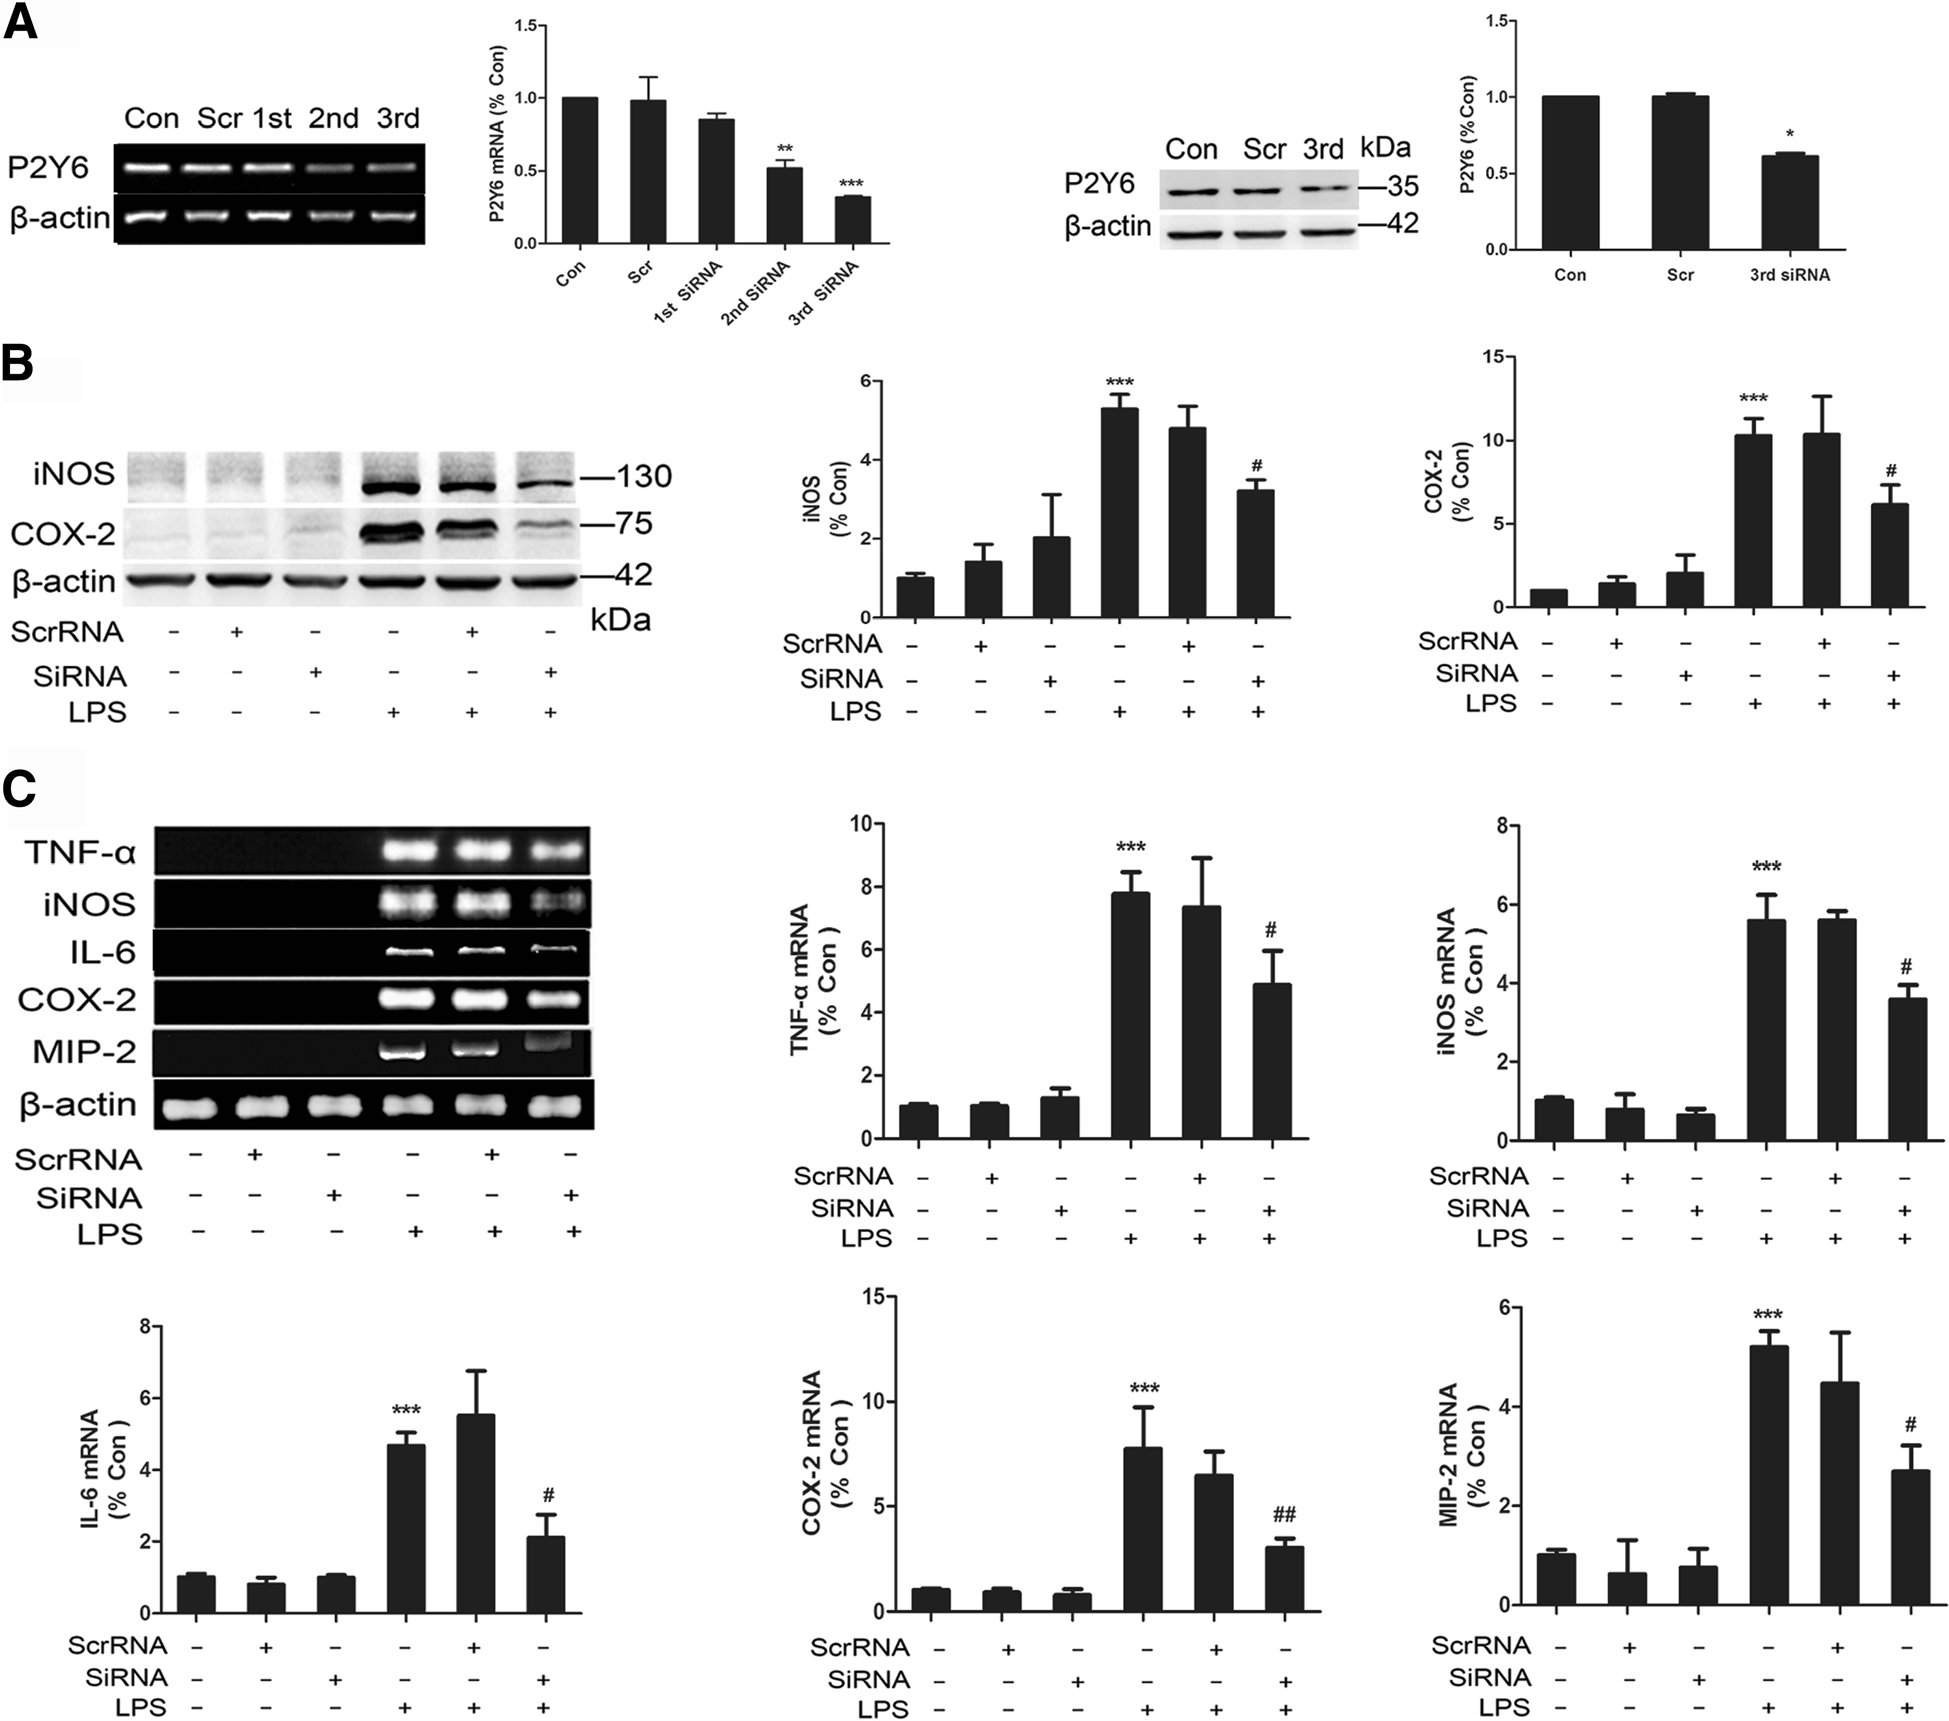 A
Con Scr 1st 2nd 3rd
P2Y6
β-actin
P2Y6 mRNA (% Con)
1.5
1.0
0.5
0.0
**
***
Con
Scr
1st SiRNA
2nd SiRNA
3rd SiRNA
Con Scr 3rd kDa
P2Y6 35
β-actin 42
P2Y6 (% Con)
1.5
1.0
0.5
0.0
*
Con Scr 3rd siRNA
B
iNOS 130
COX-2 75
β-actin 42
kDa
ScrRNA - + - - + -
SiRNA - - + - - +
LPS - - - + + +
iNOS
(% Con)
6
4
2
0
***
#
ScrRNA - + - - + -
SiRNA - - + - - +
LPS - - - + + +
COX-2
(% Con)
15
10
5
0
***
#
ScrRNA - + - - + -
SiRNA - - + - - +
LPS - - - + + +
C
TNF-α
iNOS
IL-6
COX-2
MIP-2
β-actin
ScrRNA - + - - + -
SiRNA - - + - - +
LPS - - - + + +
TNF-α mRNA
(% Con )
10
8
6
4
2
0
***
#
ScrRNA - + - - + -
SiRNA - - + - - +
LPS - - - + + +
iNOS mRNA
(% Con )
8
6
4
2
0
***
#
ScrRNA - + - - + -
SiRNA - - + - - +
LPS - - - + + +
IL-6 mRNA
(% Con )
8
6
4
2
0
***
#
ScrRNA - + - - + -
SiRNA - - + - - +
LPS - - - + + +
COX-2 mRNA
(% Con )
15
10
5
0
***
##
ScrRNA - + - - + -
SiRNA - - + - - +
LPS - - - + + +
MIP-2 mRNA
(% Con )
6
4
2
0
***
#
ScrRNA - + - - + -
SiRNA - - + - - +
LPS - - - + + +